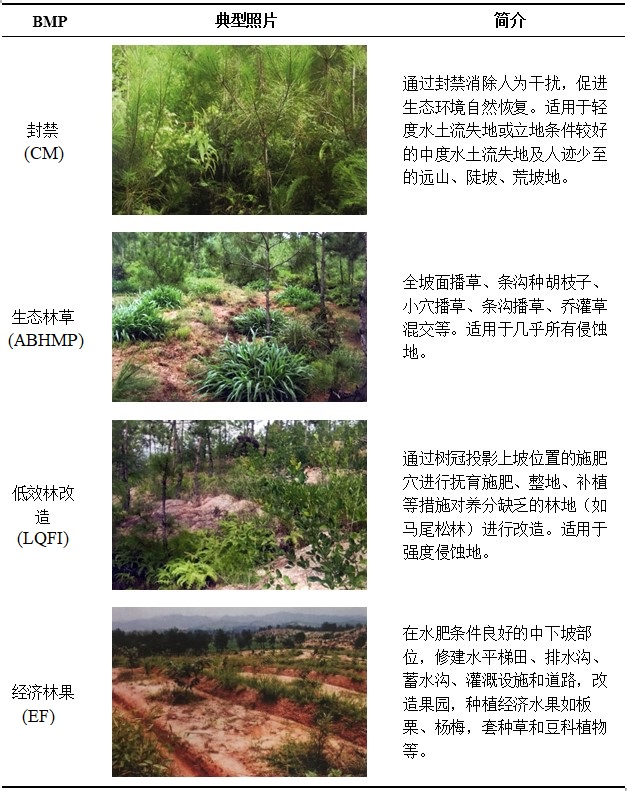 BMP 典型照片 简介
封禁
(CM)
通过封禁消除人为干扰，促进
生态环境自然恢复。适用于轻
度水土流失地或立地条件较好
的中度水土流失地及人迹少至
的远山、陡坡、荒坡地。
生态林草
(ABHMP)
全坡面播草、条沟种胡枝子、
小穴播草、条沟播草、乔灌草
混交等。适用于几乎所有侵蚀
地。
低效林改
造
(LQFI)
通过树冠投影上坡位置的施肥
穴进行抚育施肥、整地、补植
等措施对养分缺乏的林地（如
马尾松林）进行改造。适用于
强度侵蚀地。
经济林果
(EF)
在水肥条件良好的中下坡部
位，修建水平梯田、排水沟、
蓄水沟、灌溉设施和道路，改
造果园，种植经济水果如板
栗、杨梅，套种草和豆科植物
等。